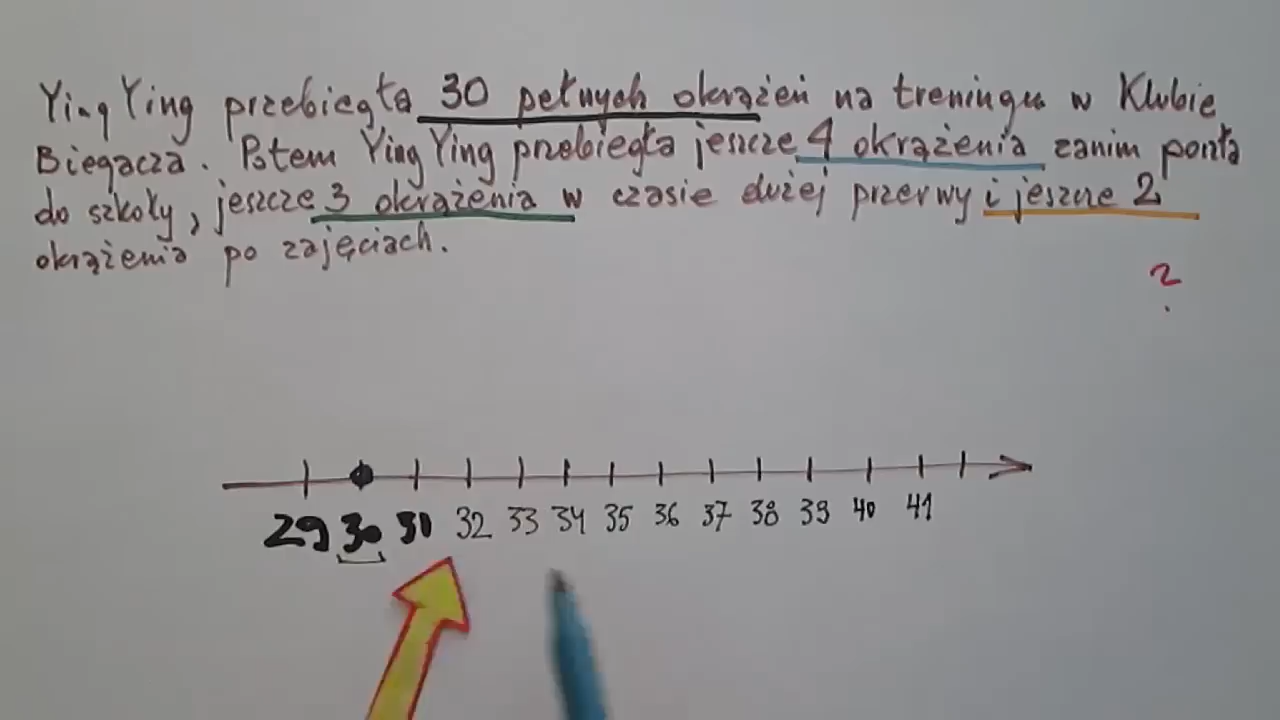 Ying Ying przebiegła 30 pełnych okrążeń na treningu w Klubie
Biegacza. Potem Ying Ying przebiegła jeszcze 4 okrążenia zanim poszła
do szkoły, jeszcze 3 okrążenia w czasie dużej przerwy i jeszcze 2
okrążenia po zajęciach.
?
29 30 31 32 33 34 35 36 37 38 39 40 41